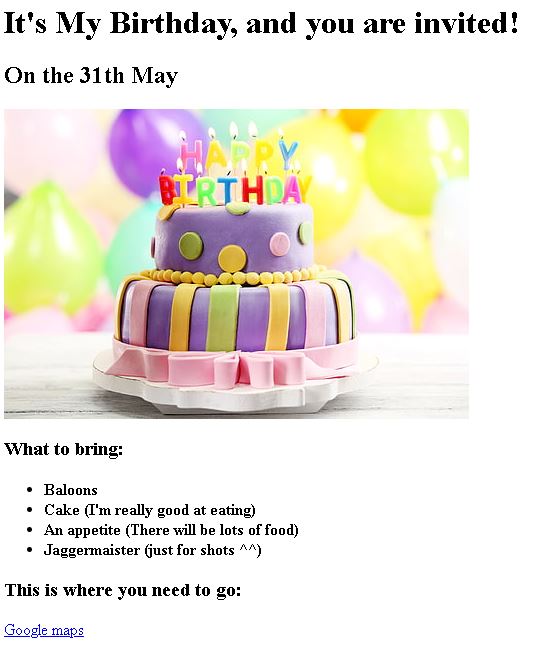 It's My Birthday, and you are invited!
On the 31th May
HAPPY
BIRTHDAY
What to bring:
Baloons
Cake (I'm really good at eating)
An appetite (There will be lots of food)
Jaggermaister (just for shots ^^)
This is where you need to go:
Google maps